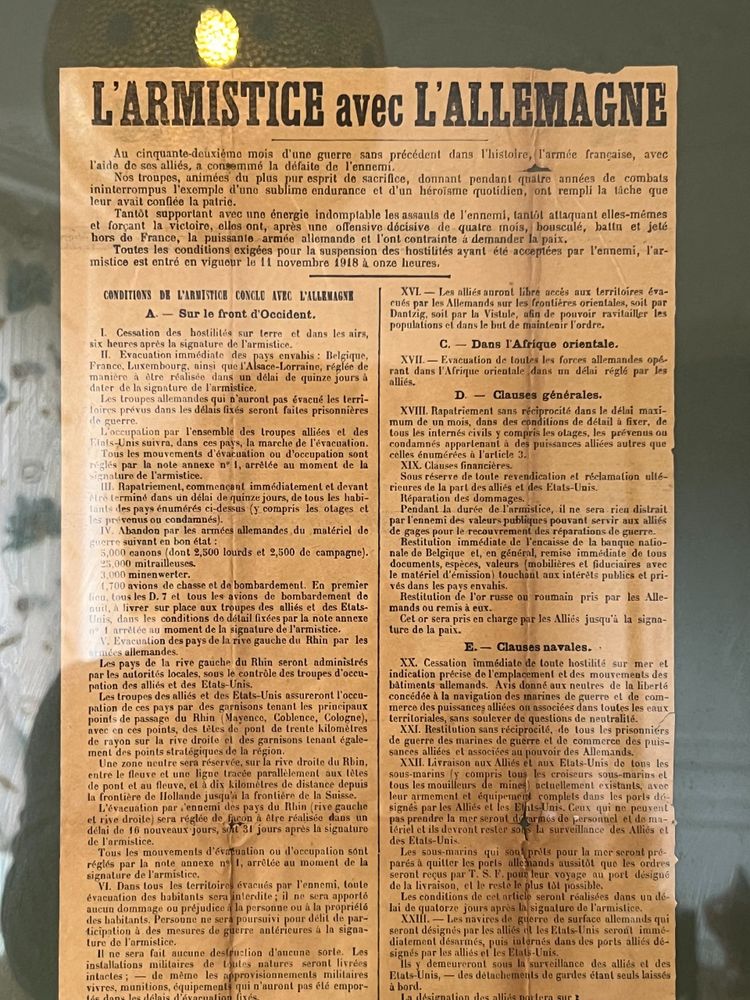 L'ARMISTICE avec L'ALLEMAGNE
Au cinquante-deuxième mois d'une guerre sans précédent dans l'histoire, l'armée française, avec
l'aide de ses alliés, a consommé la défaite de l'ennemi.
Nos troupes, animées du plus pur esprit de sacrifice, donnant pendant quatre années de combats
ininterrompus l'exemple d'une sublime endurance et d'un héroïsme quotidien, ont rempli la tâche que
leur avait confiée la patrie.
Tantôt supportant avec une énergie indomptable les assauts de l'ennemi, tantôt attaquant elles-mêmes
et forçant la victoire, elles ont, après une offensive décisive de quatre mois, bousculé, battu et jeté
hors de France, la puissante armée allemande et l'ont contrainte à demander la paix.
Toutes les conditions exigées pour la suspension des hostilités ayant été acceptées par l'ennemi, l'ar-
mistice est entré en vigueur le 11 novembre 1918 à onze heures.
CONDITIONS DE L'ARMISTICE CONCLU AVEC L'ALLEMAGNE
A. — Sur le front d'Occident.
I. Cessation des hostilités sur terre et dans les airs,
six heures après la signature de l'armistice.
II. Evacuation immédiate des pays envahis : Belgique,
France, Luxembourg, ainsi que l'Alsace-Lorraine, réglée de
manière à être réalisée dans un délai de quinze jours à
dater de la signature de l'armistice.
Les troupes allemandes qui n'auront pas évacué les terri-
toires prévus dans les délais fixés seront faites prisonnières
de guerre.
L'occupation par l'ensemble des troupes alliées et des
Etats-Unis suivra, dans ces pays, la marche de l'évacuation.
Tous les mouvements d'évacuation ou d'occupation sont
réglés par la note annexe n° 1, arrêtée au moment de la
signature de l'armistice.
III. Rapatriement, commençant immédiatement et devant
être terminé dans un délai de quinze jours, de tous les habi-
tants des pays énumérés ci-dessus (y compris les otages et
les prévenus ou condamnés).
IV. Abandon par les armées allemandes du matériel de
guerre suivant en bon état :
5,000 canons (dont 2,500 lourds et 2,500 de campagne).
25,000 mitrailleuses.
3,000 minenwerter.
1,700 avions de chasse et de bombardement. En premier
lieu, tous les D. 7 et tous les avions de bombardement de
nuit, à livrer sur place aux troupes des alliés et des Etats-
Unis, dans les conditions de détail fixées par la note annexe
n° 1 arrêtée au moment de la signature de l'armistice.
V. Evacuation des pays de la rive gauche du Rhin par les
armées allemandes.
Les pays de la rive gauche du Rhin seront administrés
par les autorités locales, sous le contrôle des troupes d'occu-
pation des alliés et des Etats-Unis.
Les troupes des alliés et des Etats-Unis assureront l'occu-
pation de ces pays par des garnisons tenant les principaux
points de passage du Rhin (Mayence, Coblence, Cologne),
avec en ces points, des têtes de pont de trente kilomètres
de rayon sur la rive droite et des garnisons tenant égale-
ment des points stratégiques de la région.
Une zone neutre sera réservée, sur la rive droite du Rhin,
entre le fleuve et une ligne tracée parallèlement aux têtes
de pont et au fleuve, et à dix kilomètres de distance depuis
la frontière de Hollande jusqu'à la frontière de la Suisse.
L'évacuation par l'ennemi des pays du Rhin (rive gauche
et rive droite) sera réglée de façon à être réalisée dans un
délai de 16 nouveaux jours, soit 31 jours après la signature
de l'armistice.
Tous les mouvements d'évacuation ou d'occupation sont
réglés par la note annexe n° 1, arrêtée au moment de la
signature de l'armistice.
VI. Dans tous les territoires évacués par l'ennemi, toute
évacuation des habitants sera interdite ; il ne sera apporté
aucun dommage ou préjudice à la personne ou à la propriété
des habitants. Personne ne sera poursuivi pour délit de par-
ticipation à des mesures de guerre antérieures à la signa-
ture de l'armistice.
Il ne sera fait aucune destruction d'aucune sorte. Les
installations militaires de toutes natures seront livrées
intactes ; — de même les approvisionnements militaires
vivres, munitions, équipements qui n'auront pas été empor-
tés dans les délais d'évacuation fixés.
XVI. — Les alliés auront libre accès aux territoires éva-
cués par les Allemands sur les frontières orientales, soit par
Dantzig, soit par la Vistule, afin de pouvoir ravitailler les
populations et dans le but de maintenir l'ordre.
C. — Dans l'Afrique orientale.
XVII. — Evacuation de toutes les forces allemandes opé-
rant dans l'Afrique orientale dans un délai réglé par les
alliés.
D. — Clauses générales.
XVIII. Rapatriement sans réciprocité dans le délai maxi-
mum de un mois, dans des conditions de détail à fixer, de
tous les internés civils y compris les otages, les prévenus ou
condamnés appartenant à des puissances alliées autres que
celles énumérées à l'article 3.
XIX. Clauses financières.
Sous réserve de toute revendication et réclamation ulté-
rieures de la part des alliés et des Etats-Unis.
Réparation des dommages.
Pendant la durée de l'armistice, il ne sera rien distrait
par l'ennemi des valeurs publiques pouvant servir aux alliés
de gages pour le recouvrement des réparations de guerre.
Restitution immédiate de l'encaisse de la banque natio-
nale de Belgique et, en général, remise immédiate de tous
documents, espèces, valeurs (mobilières et fiduciaires avec
le matériel d'émission) touchant aux intérêts publics et pri-
vés dans les pays envahis.
Restitution de l'or russe ou roumain pris par les Alle-
mands ou remis à eux.
Cet or sera pris en charge par les Alliés jusqu'à la signa-
ture de la paix.
E. — Clauses navales.
XX. Cessation immédiate de toute hostilité sur mer et
indication précise de l'emplacement et des mouvements des
bâtiments allemands. Avis donné aux neutres de la liberté
concédée à la navigation des marines de guerre et de com-
merce des puissances alliées ou associées dans toutes les eaux
territoriales, sans soulever de questions de neutralité.
XXI. Restitution sans réciprocité, de tous les prisonniers
de guerre des marines de guerre et de commerce des puis-
sances alliées et associées au pouvoir des Allemands.
XXII. Livraison aux Alliés et aux Etats-Unis de tous les
sous-marins (y compris tous les croiseurs sous-marins et
tous les mouilleurs de mines) actuellement existants, avec
leur armement et équipement complets dans les ports dé-
signés par les Alliés et les Etats-Unis. Ceux qui ne peuvent
pas prendre la mer seront désarmés de personnel et de ma-
tériel et ils devront rester sous la surveillance des Alliés et
des Etats-Unis.
Les sous-marins qui sont prêts pour la mer seront pré-
parés à quitter les ports allemands aussitôt que les ordres
seront reçus par T. S. F. pour leur voyage au port désigné
de la livraison, et le reste le plus tôt possible.
Les conditions de cet article seront réalisées dans un dé-
lai de quatorze jours après la signature de l'armistice.
XXIII. — Les navires de guerre de surface allemands qui
seront désignés par les alliés et les Etats-Unis seront immé-
diatement désarmés, puis internés dans des ports alliés dé-
signés par les alliés et les Etats-Unis.
Ils y demeureront sous la surveillance des alliés et des
Etats-Unis, — des détachements de gardes étant seuls laissés
à bord.
La désignation des alliés portera sur :